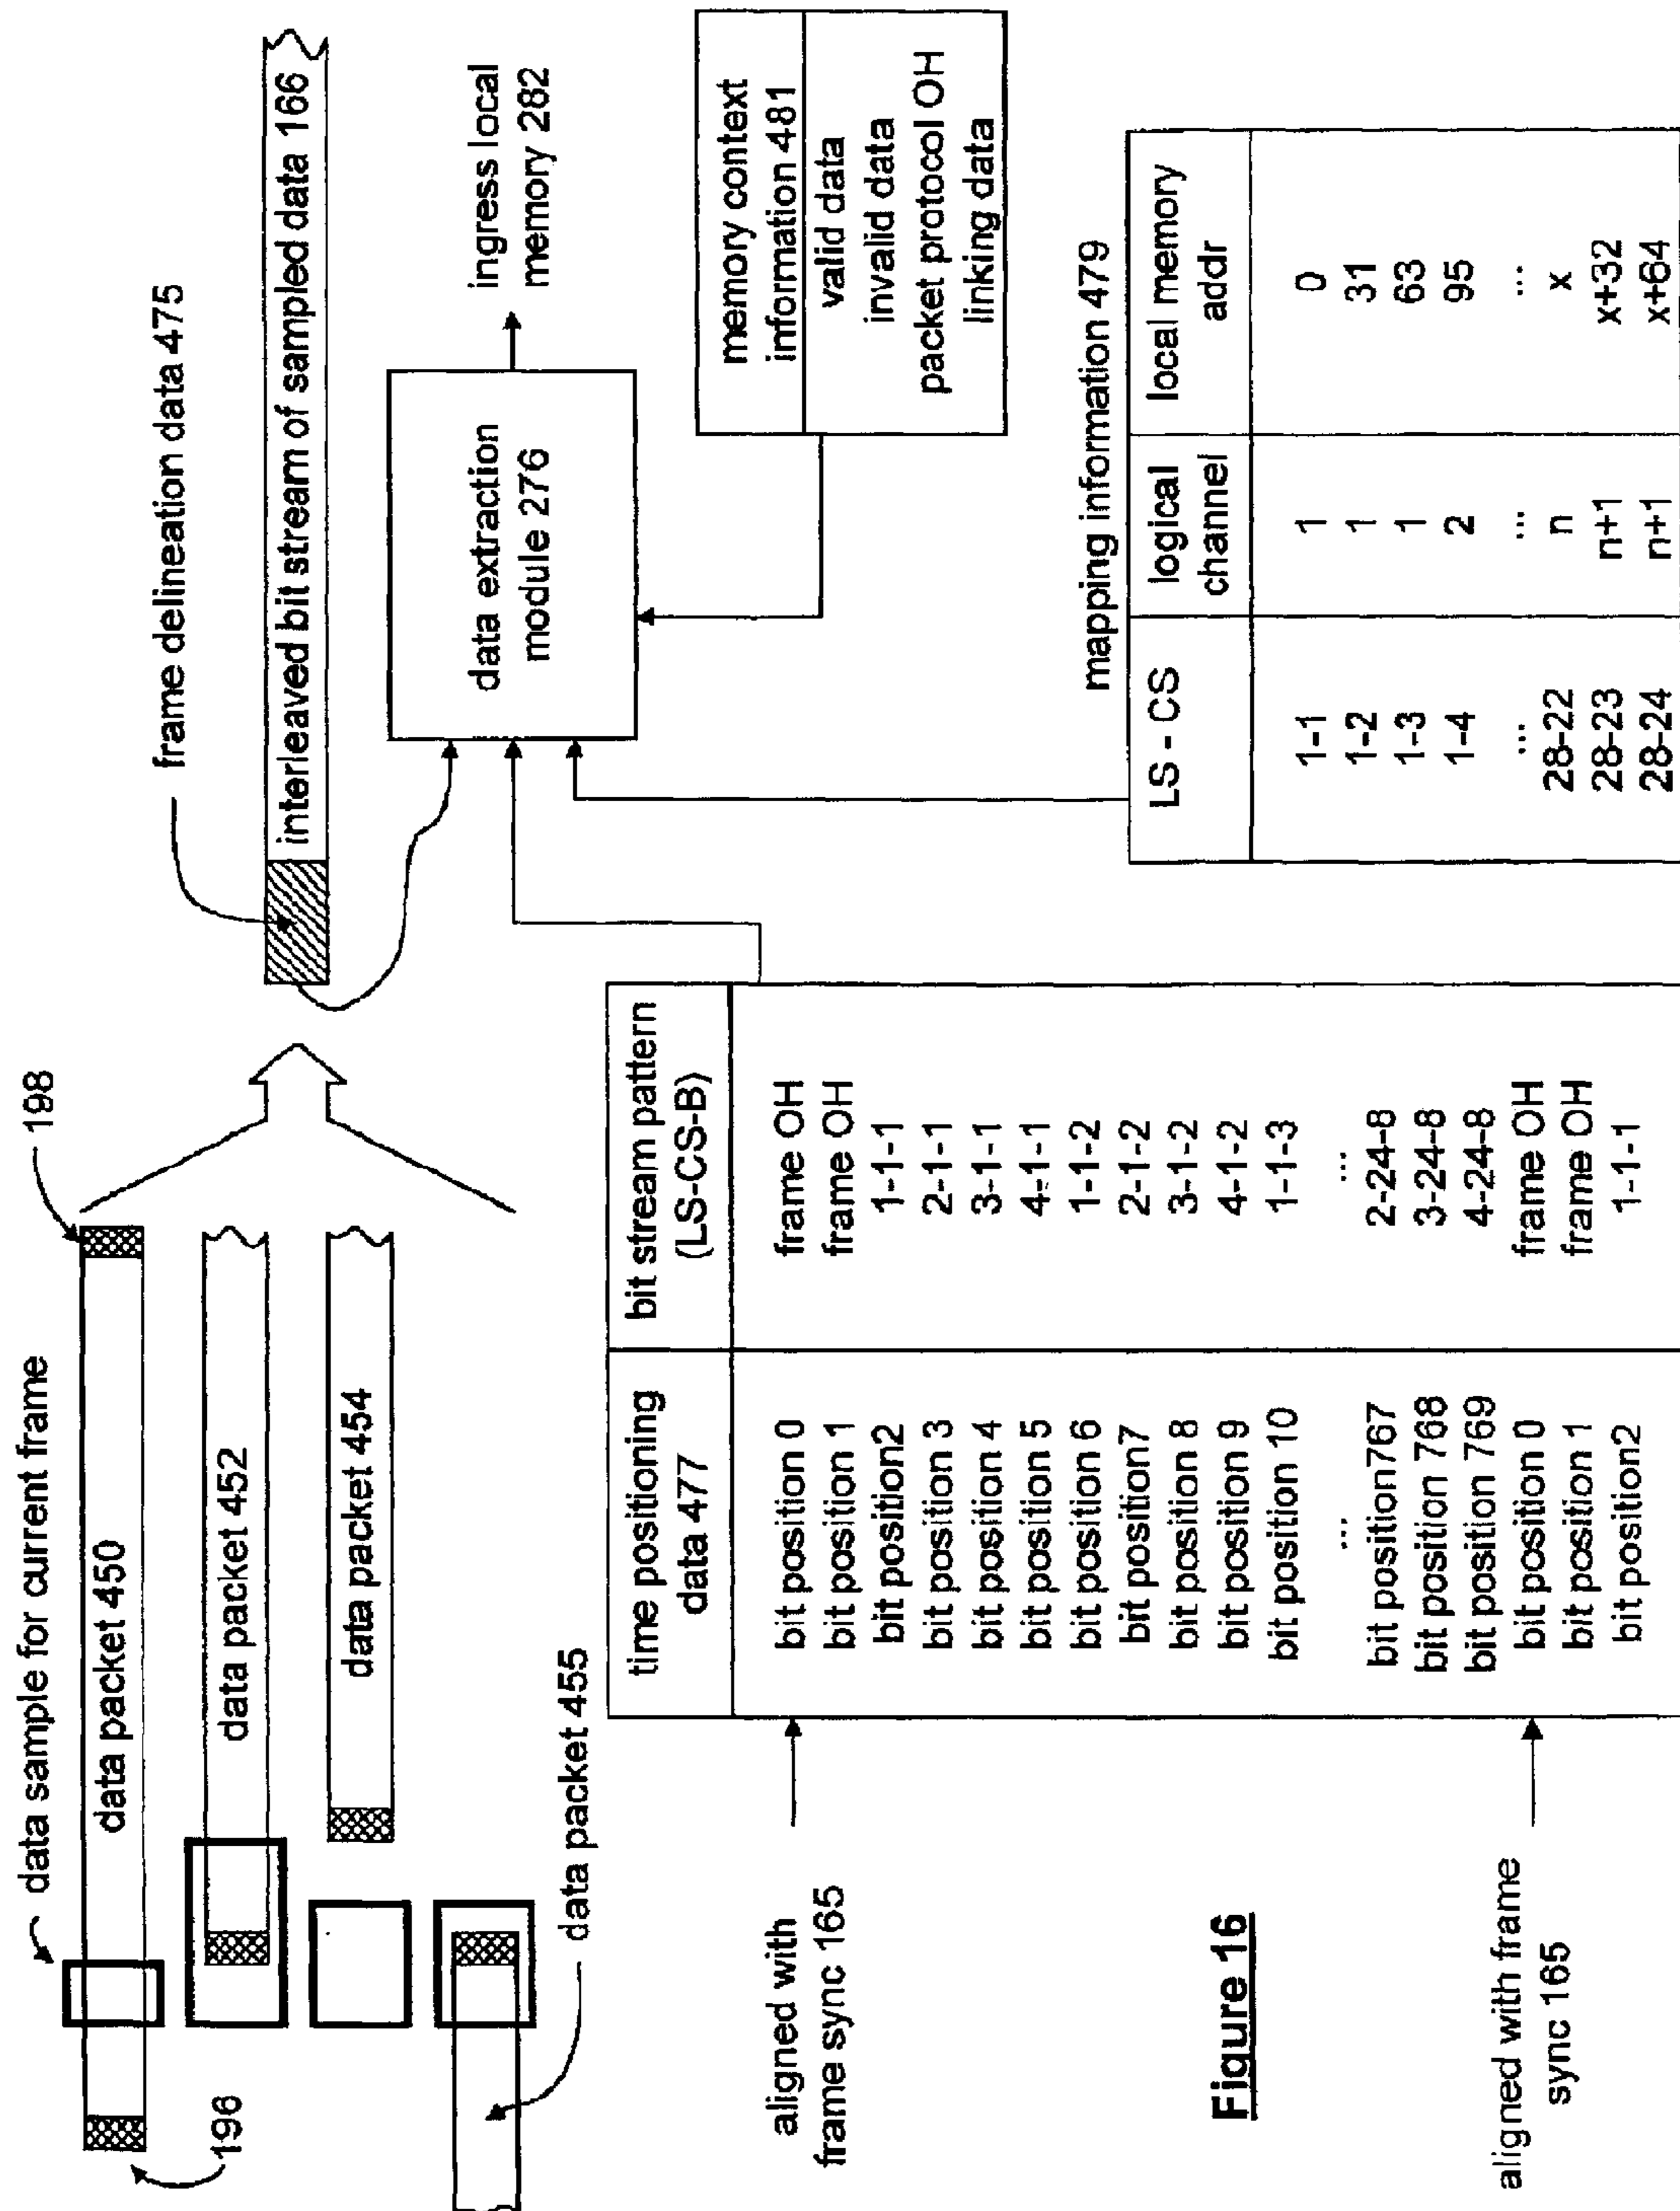 data sample for current frame
198
data packet 450
data packet 452
data packet 454
data packet 455
196
frame delineation data 475
interleaved bit stream of sampled data 166
data extraction
module 276
ingress local
memory 282
memory context
information 481
valid data
invalid data
packet protocol OH
linking data
time positioning
data 477
bit stream pattern
(LS-CS-B)
bit position 0 frame OH
bit position 1 frame OH
bit position2 1-1-1
bit position 3 2-1-1
bit position 4 3-1-1
bit position 5 4-1-1
bit position 6 1-1-2
bit position7 2-1-2
bit position 8 3-1-2
bit position 9 4-1-2
bit position 10 1-1-3
... ...
bit position767 2-24-8
bit position 768 3-24-8
bit position 769 4-24-8
bit position 0 frame OH
bit position 1 frame OH
bit position2 1-1-1
mapping information 479
LS - CS
logical
channel
local memory
addr
1-1 1 0
1-2 1 31
1-3 1 63
1-4 2 95
... ... ...
28-22 n x
28-23 n+1 x+32
28-24 n+1 x+64
aligned with
frame sync 165
aligned with frame
sync 165
Figure 16